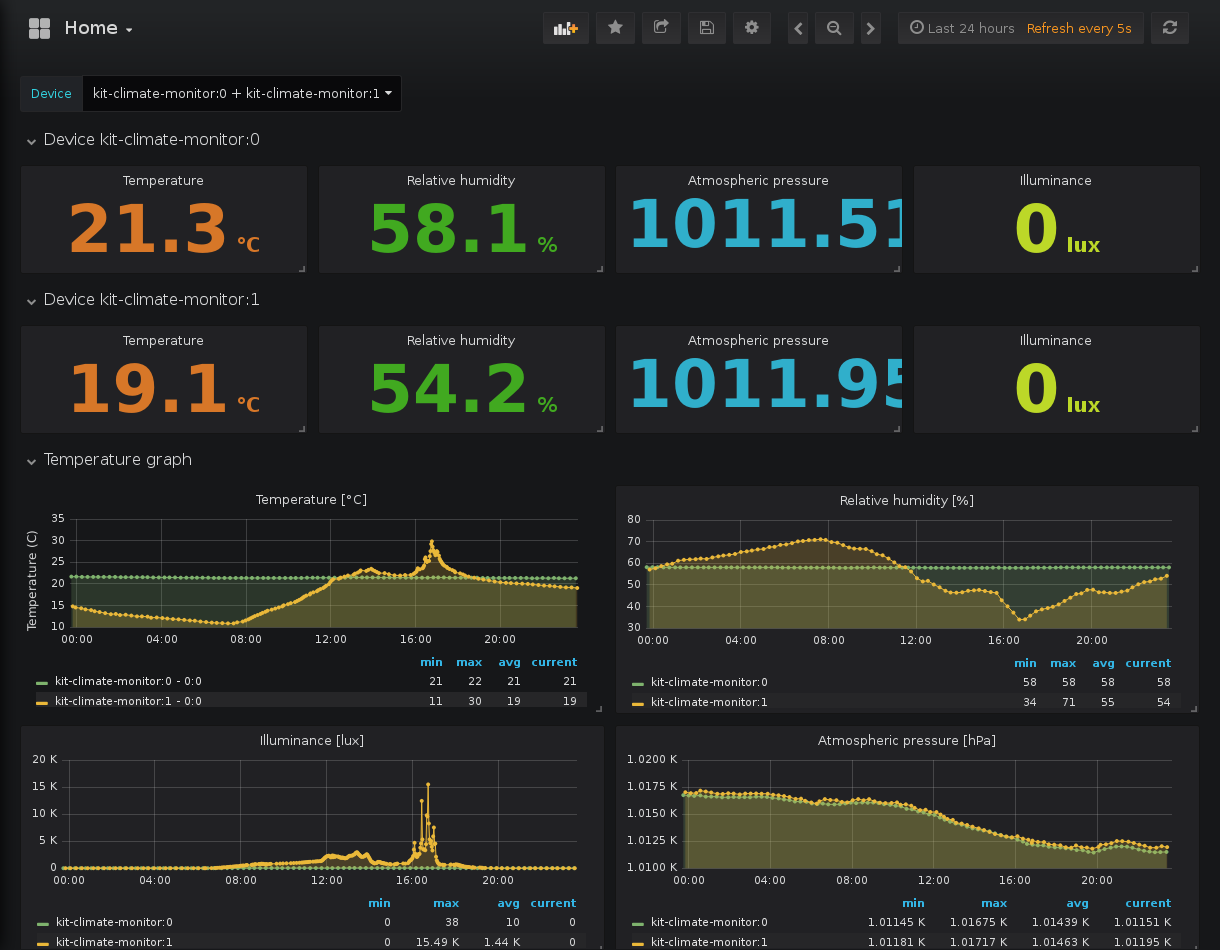 Home
Last 24 hours Refresh every 5s
Device kit-climate-monitor:0 + kit-climate-monitor:1
Device kit-climate-monitor:0
Temperature Relative humidity Atmospheric pressure Illuminance
21.3 °C 58.1 % 1011.51 0 lux
Device kit-climate-monitor:1
Temperature Relative humidity Atmospheric pressure Illuminance
19.1 °C 54.2 % 1011.95 0 lux
Temperature graph
Temperature [°C]
Temperature (C)
35
30
25
20
15
10
00:00 04:00 08:00 12:00 16:00 20:00
min max avg current
kit-climate-monitor:0 - 0:0 21 22 21 21
kit-climate-monitor:1 - 0:0 11 30 19 19
Relative humidity [%]
80
70
60
50
40
30
00:00 04:00 08:00 12:00 16:00 20:00
min max avg current
kit-climate-monitor:0 58 58 58 58
kit-climate-monitor:1 34 71 55 54
Illuminance [lux]
20 K
15 K
10 K
5 K
0
00:00 04:00 08:00 12:00 16:00 20:00
min max avg current
kit-climate-monitor:0 0 38 10 0
kit-climate-monitor:1 0 15.49 K 1.44 K 0
Atmospheric pressure [hPa]
1.0200 K
1.0175 K
1.0150 K
1.0125 K
1.0100 K
00:00 04:00 08:00 12:00 16:00 20:00
min max avg current
kit-climate-monitor:0 1.01145 K 1.01675 K 1.01439 K 1.01151 K
kit-climate-monitor:1 1.01181 K 1.01717 K 1.01463 K 1.01195 K